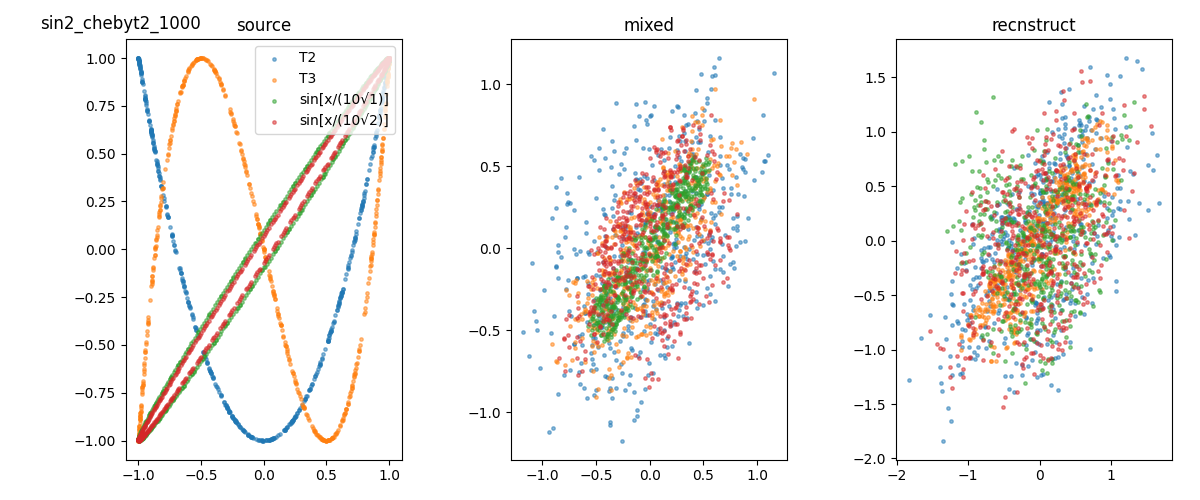 sin2_chebyt2_1000
source
T2
T3
sin[x/(10√1)]
sin[x/(10√2)]
1.00
0.75
0.50
0.25
0.00
−0.25
−0.50
−0.75
−1.00
−1.0 −0.5 0.0 0.5 1.0
mixed
1.0
0.5
0.0
−0.5
−1.0
−1.0 −0.5 0.0 0.5 1.0
recnstruct
1.5
1.0
0.5
0.0
−0.5
−1.0
−1.5
−2.0
−2 −1 0 1